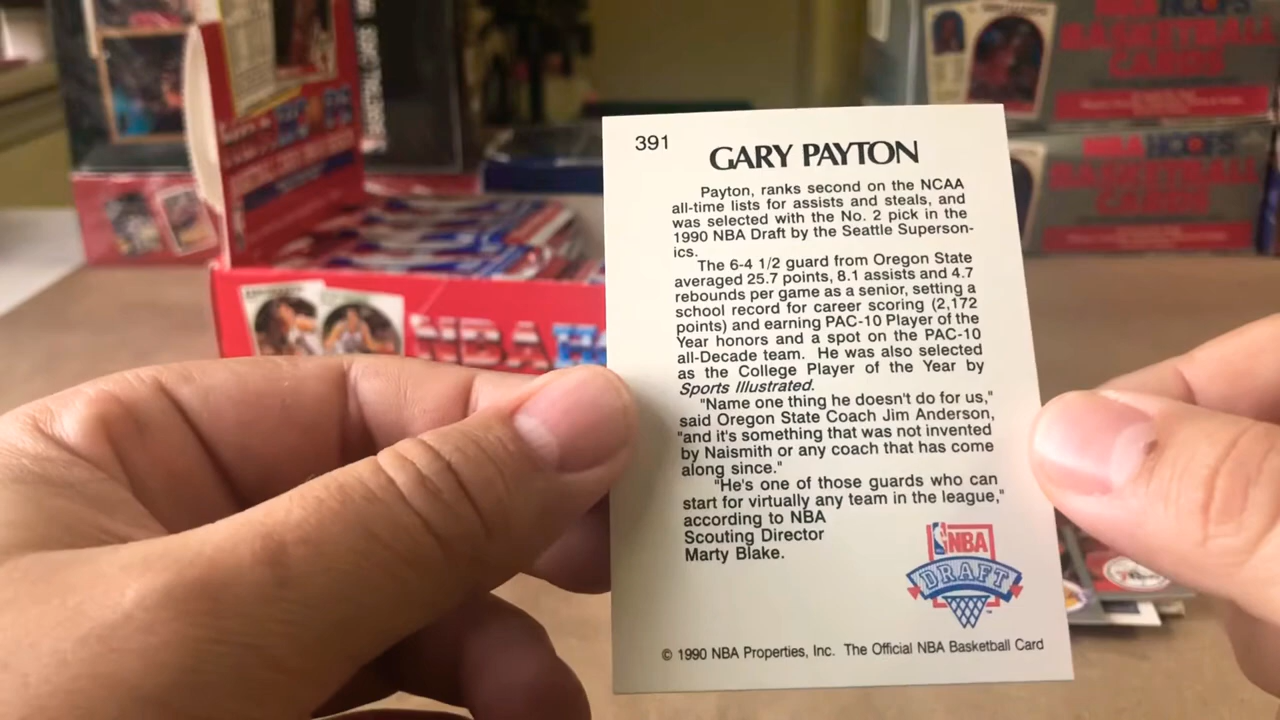 391
GARY PAYTON
Payton, ranks second on the NCAA
all-time lists for assists and steals, and
was selected with the No. 2 pick in the
1990 NBA Draft by the Seattle Superson-
ics.
The 6-4 1/2 guard from Oregon State
averaged 25.7 points, 8.1 assists and 4.7
rebounds per game as a senior, setting a
school record for career scoring (2,172
points) and earning PAC-10 Player of the
Year honors and a spot on the PAC-10
all-Decade team. He was also selected
as the College Player of the Year by
Sports Illustrated.
"Name one thing he doesn't do for us,"
said Oregon State Coach Jim Anderson,
"and it's something that was not invented
by Naismith or any coach that has come
along since."
"He's one of those guards who can
start for virtually any team in the league,"
according to NBA
Scouting Director
Marty Blake.
NBA
DRAFT
© 1990 NBA Properties, Inc. The Official NBA Basketball Card
NBA
NBA HOOPS
BASKETBALL
CARDS
NBA HOOPS
BASKETBALL
CARDS